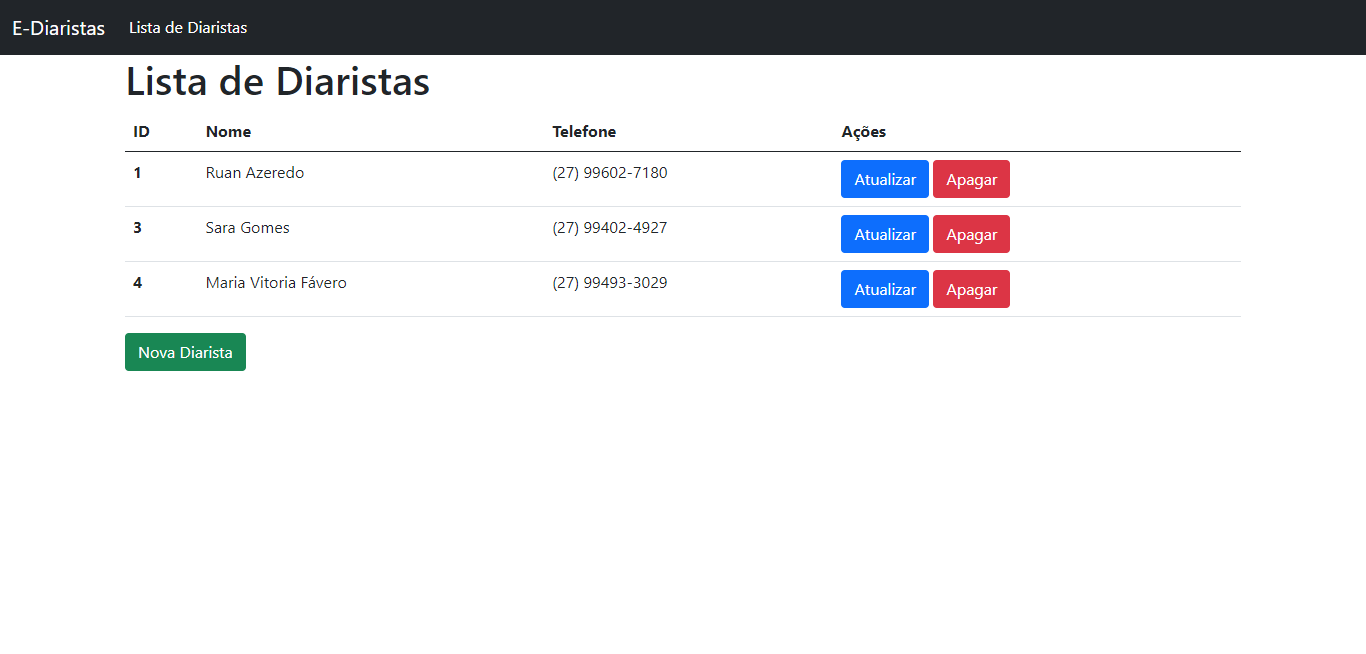 E-Diaristas Lista de Diaristas
Lista de Diaristas
ID Nome Telefone Ações
1 Ruan Azeredo (27) 99602-7180 Atualizar Apagar
3 Sara Gomes (27) 99402-4927 Atualizar Apagar
4 Maria Vitoria Fávero (27) 99493-3029 Atualizar Apagar
Nova Diarista